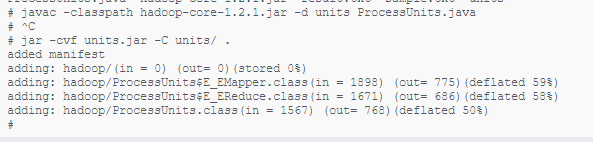 # javac -classpath hadoop-core-1.2.1.jar -d units ProcessUnits.java
# ^C
# jar -cvf units.jar -C units/ .
added manifest
adding: hadoop/(in = 0) (out= 0)(stored 0%)
adding: hadoop/ProcessUnits$E_EMapper.class(in = 1898) (out= 775)(deflated 59%)
adding: hadoop/ProcessUnits$E_EReduce.class(in = 1671) (out= 686)(deflated 58%)
adding: hadoop/ProcessUnits.class(in = 1567) (out= 768)(deflated 50%)
#